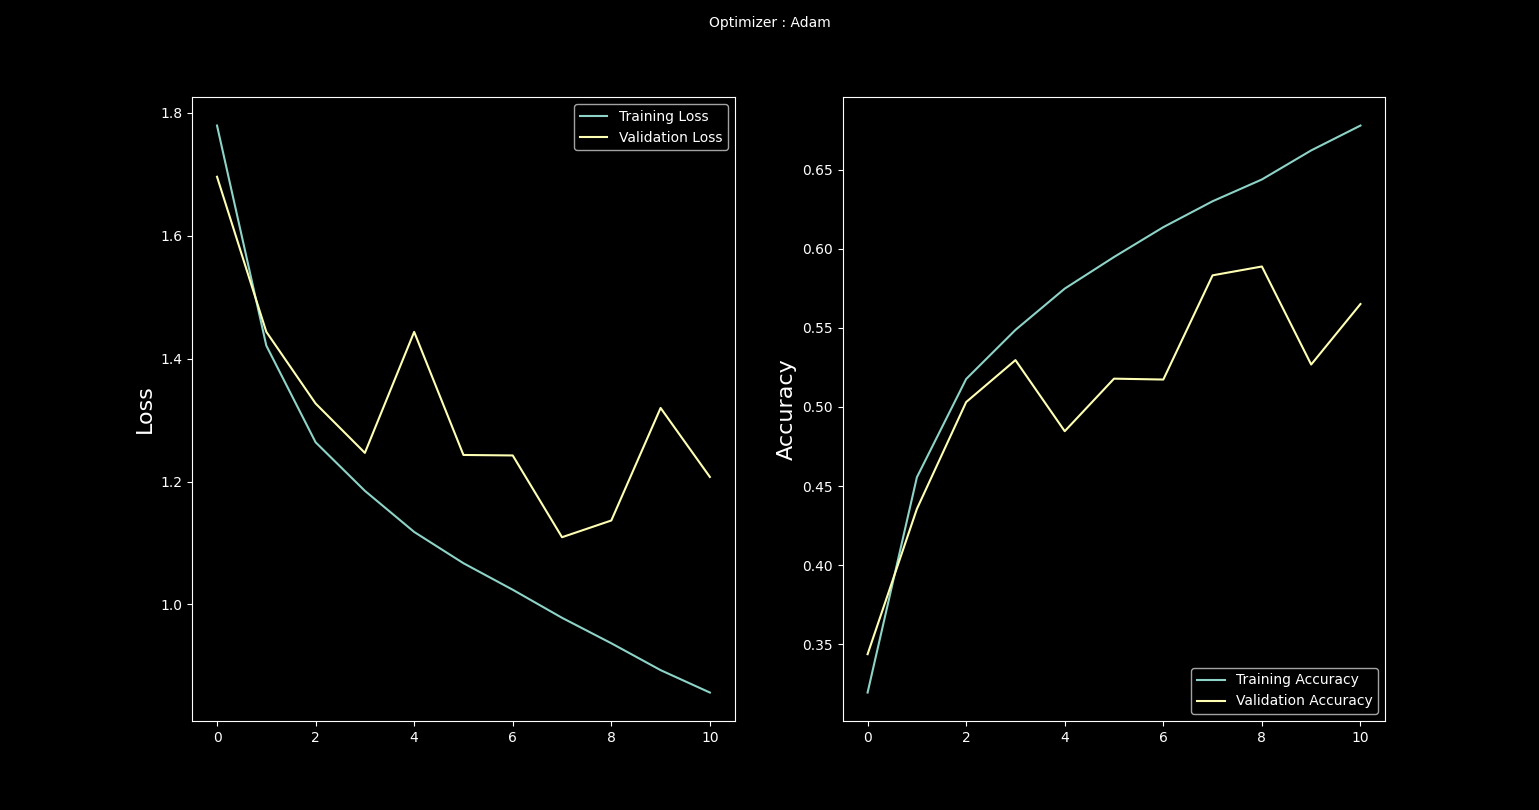 Optimizer : Adam
1.8
1.6
1.4
1.2
1.0
Loss
Training Loss
Validation Loss
0 2 4 6 8 10
0.65
0.60
0.55
0.50
0.45
0.40
0.35
Accuracy
Training Accuracy
Validation Accuracy
0 2 4 6 8 10